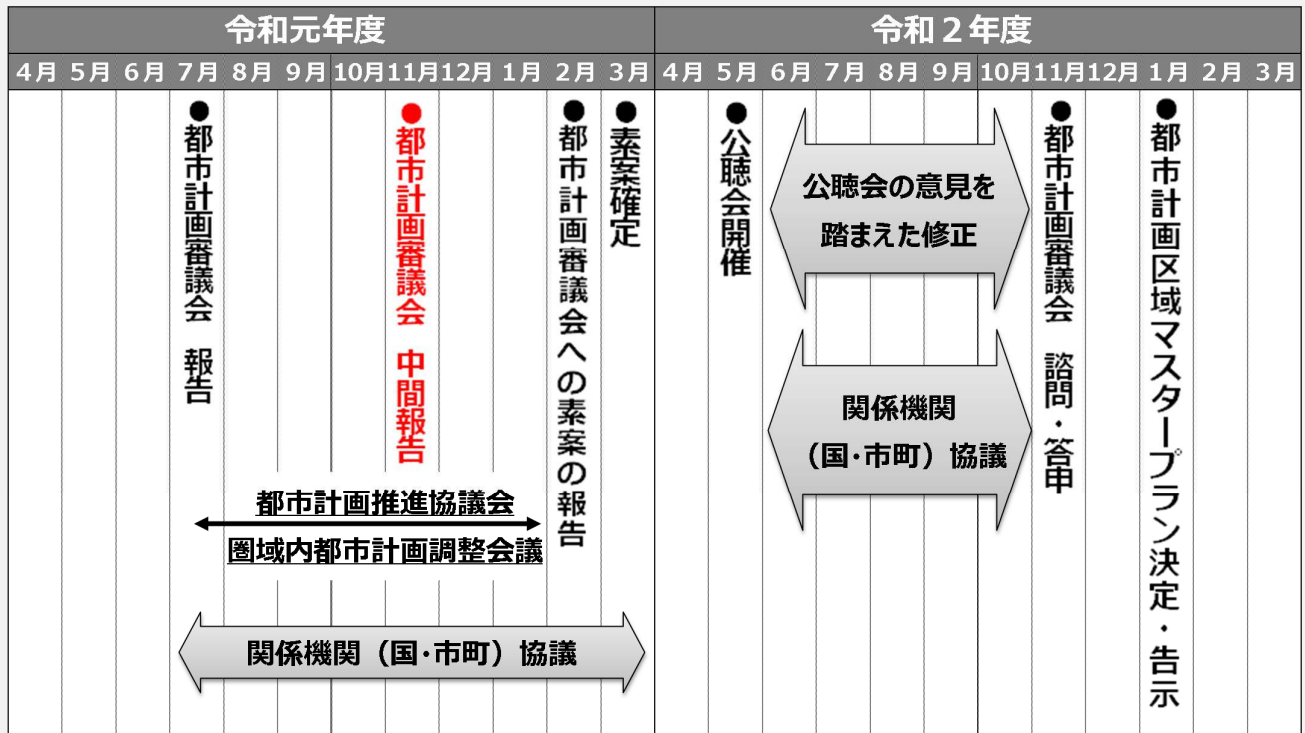 令和元年度
令和２年度
4月 5月 6月 7月 8月 9月 10月 11月 12月 1月 2月 3月 4月 5月 6月 7月 8月 9月 10月 11月 12月 1月 2月 3月
●都市計画審議会　報告
●都市計画審議会　中間報告
●都市計画審議会への素案の報告
●素案確定
都市計画推進協議会
圏域内都市計画調整会議
関係機関（国・市町）協議
●公聴会開催
公聴会の意見を
踏まえた修正
関係機関
（国・市町）協議
●都市計画審議会　諮問・答申
●都市計画区域マスタープラン決定・告示